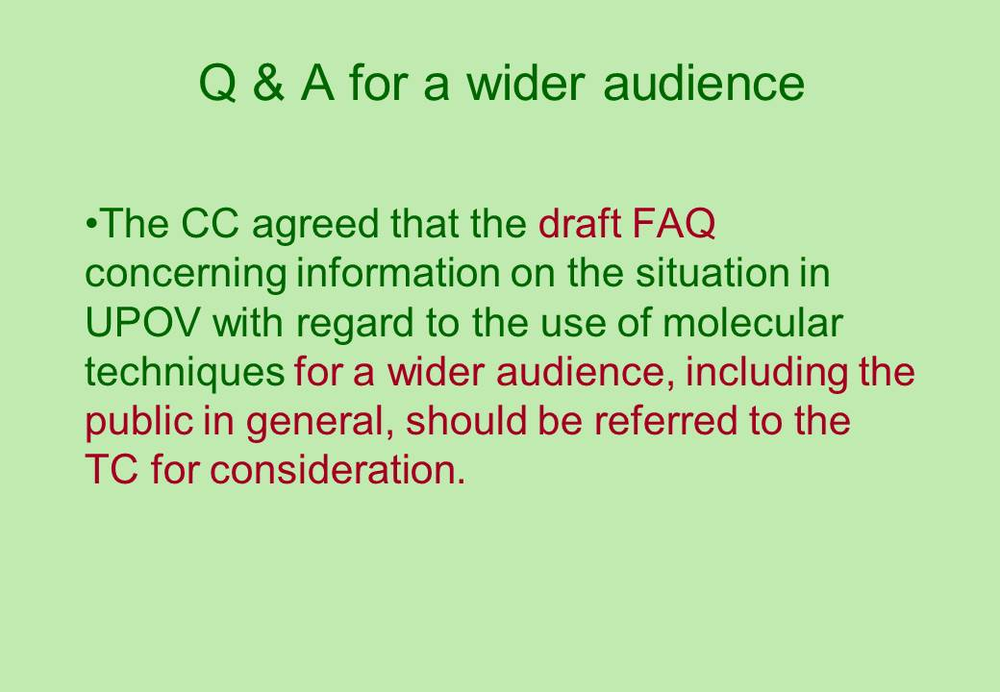 Q & A for a wider audience
•The CC agreed that the draft FAQ
concerning information on the situation in
UPOV with regard to the use of molecular
techniques for a wider audience, including the
public in general, should be referred to the
TC for consideration.